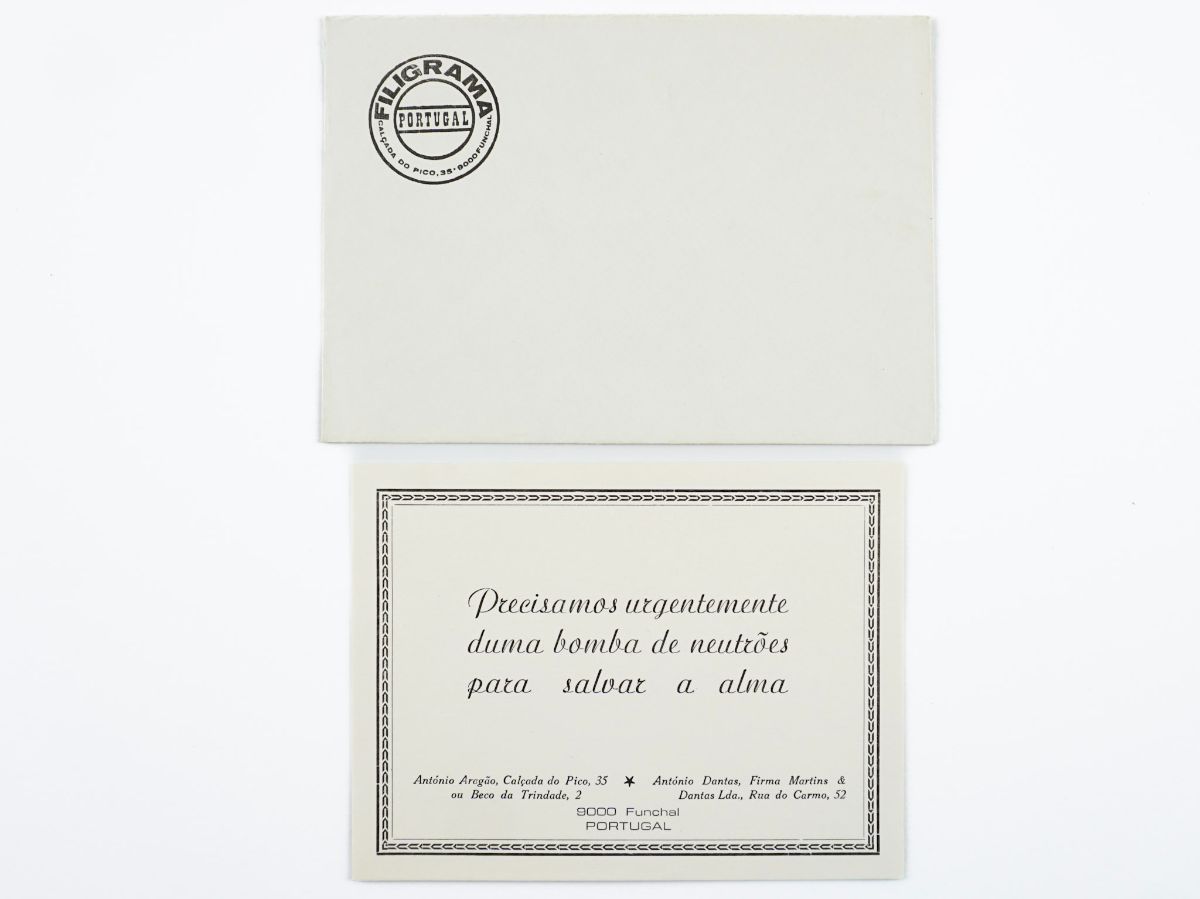 FILIGRAMA
PORTUGAL
CALÇADA DO PICO, 35 - 9000 FUNCHAL
Precisamos urgentemente
duma bomba de neutrões
para salvar a alma
António Aragão, Calçada do Pico, 35 ★ António Dantas, Firma Martins &
ou Beco da Trindade, 2 Dantas Lda., Rua do Carmo, 52
9000 Funchal
PORTUGAL